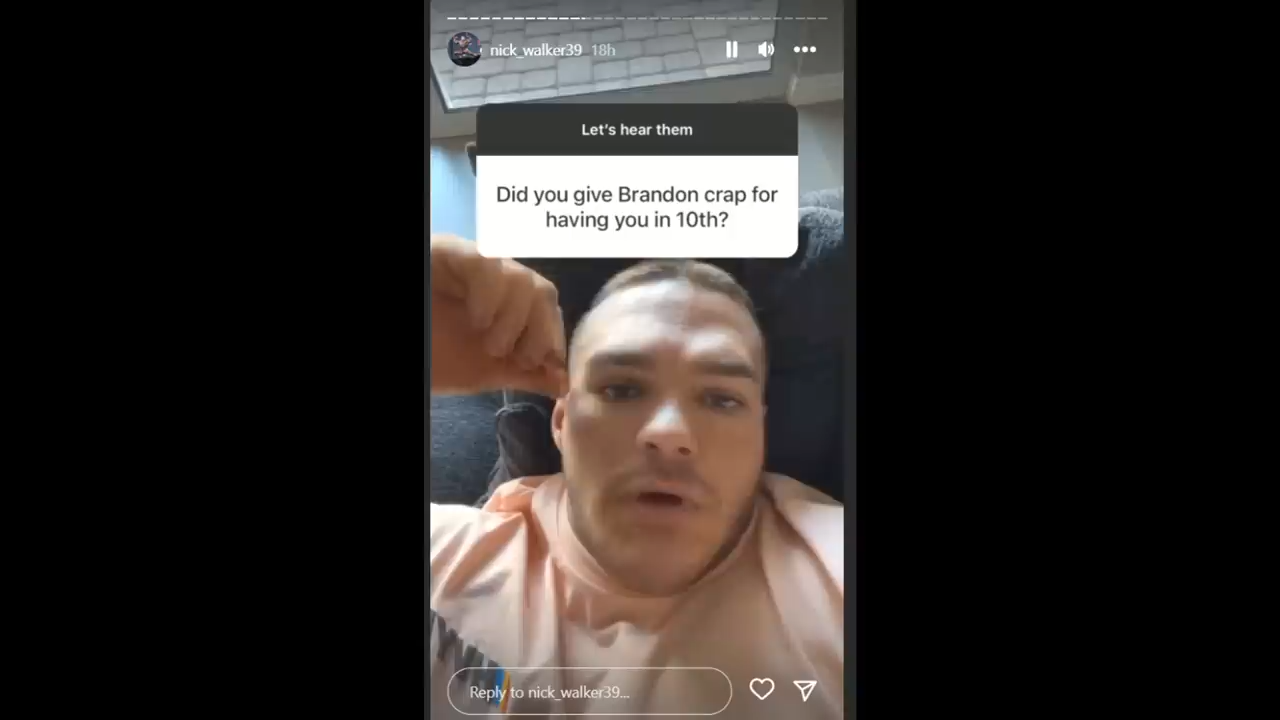 nick_walker39 18h
Let's hear them
Did you give Brandon crap for
having you in 10th?
Reply to nick_walker39...